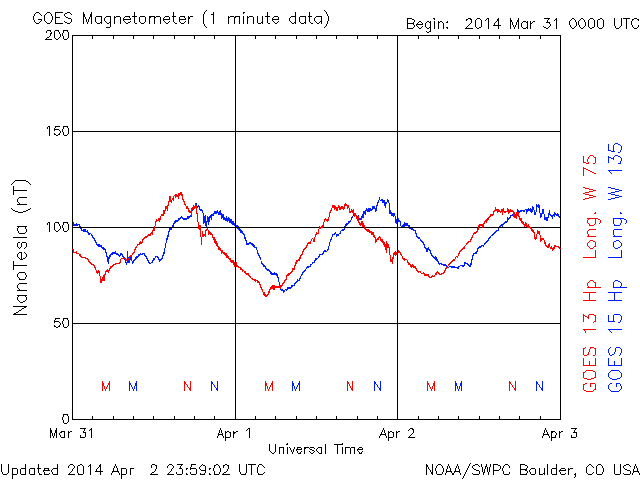 GOES Magnetometer (1 minute data)
Begin: 2014 Mar 31 0000 UTC
200
150
100
50
0
NanoTesla (nT)
M M N N M M N N M M N N
Mar 31 Apr 1 Apr 2 Apr 3
Universal Time
GOES 13 Hp Long. W 75
GOES 15 Hp Long. W 135
Updated 2014 Apr 2 23:59:02 UTC
NOAA/SWPC Boulder, CO USA